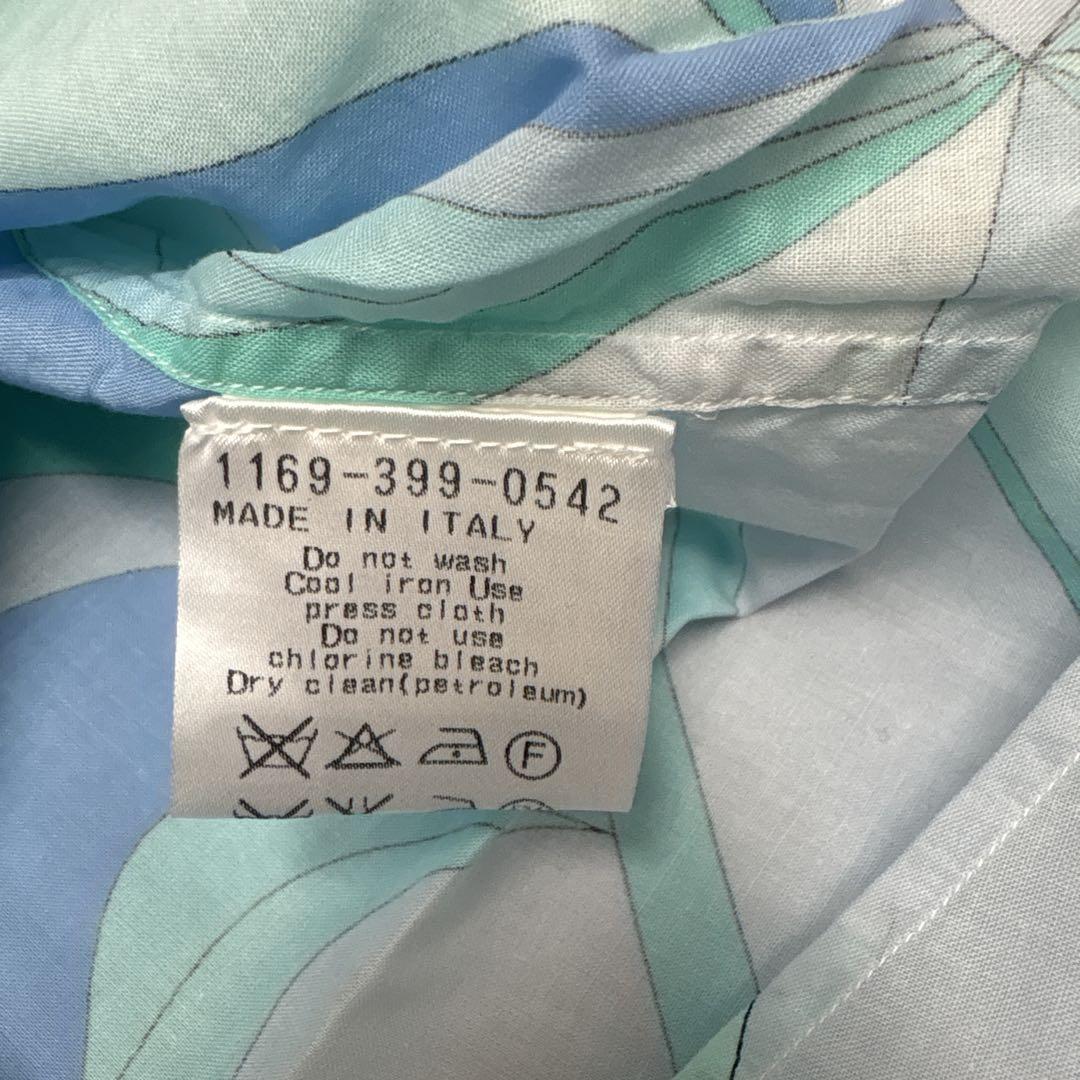 1169-399-0542
MADE IN ITALY
Do not wash
Cool iron Use
press cloth
Do not use
chlorine bleach
Dry clean(petroleum)
F